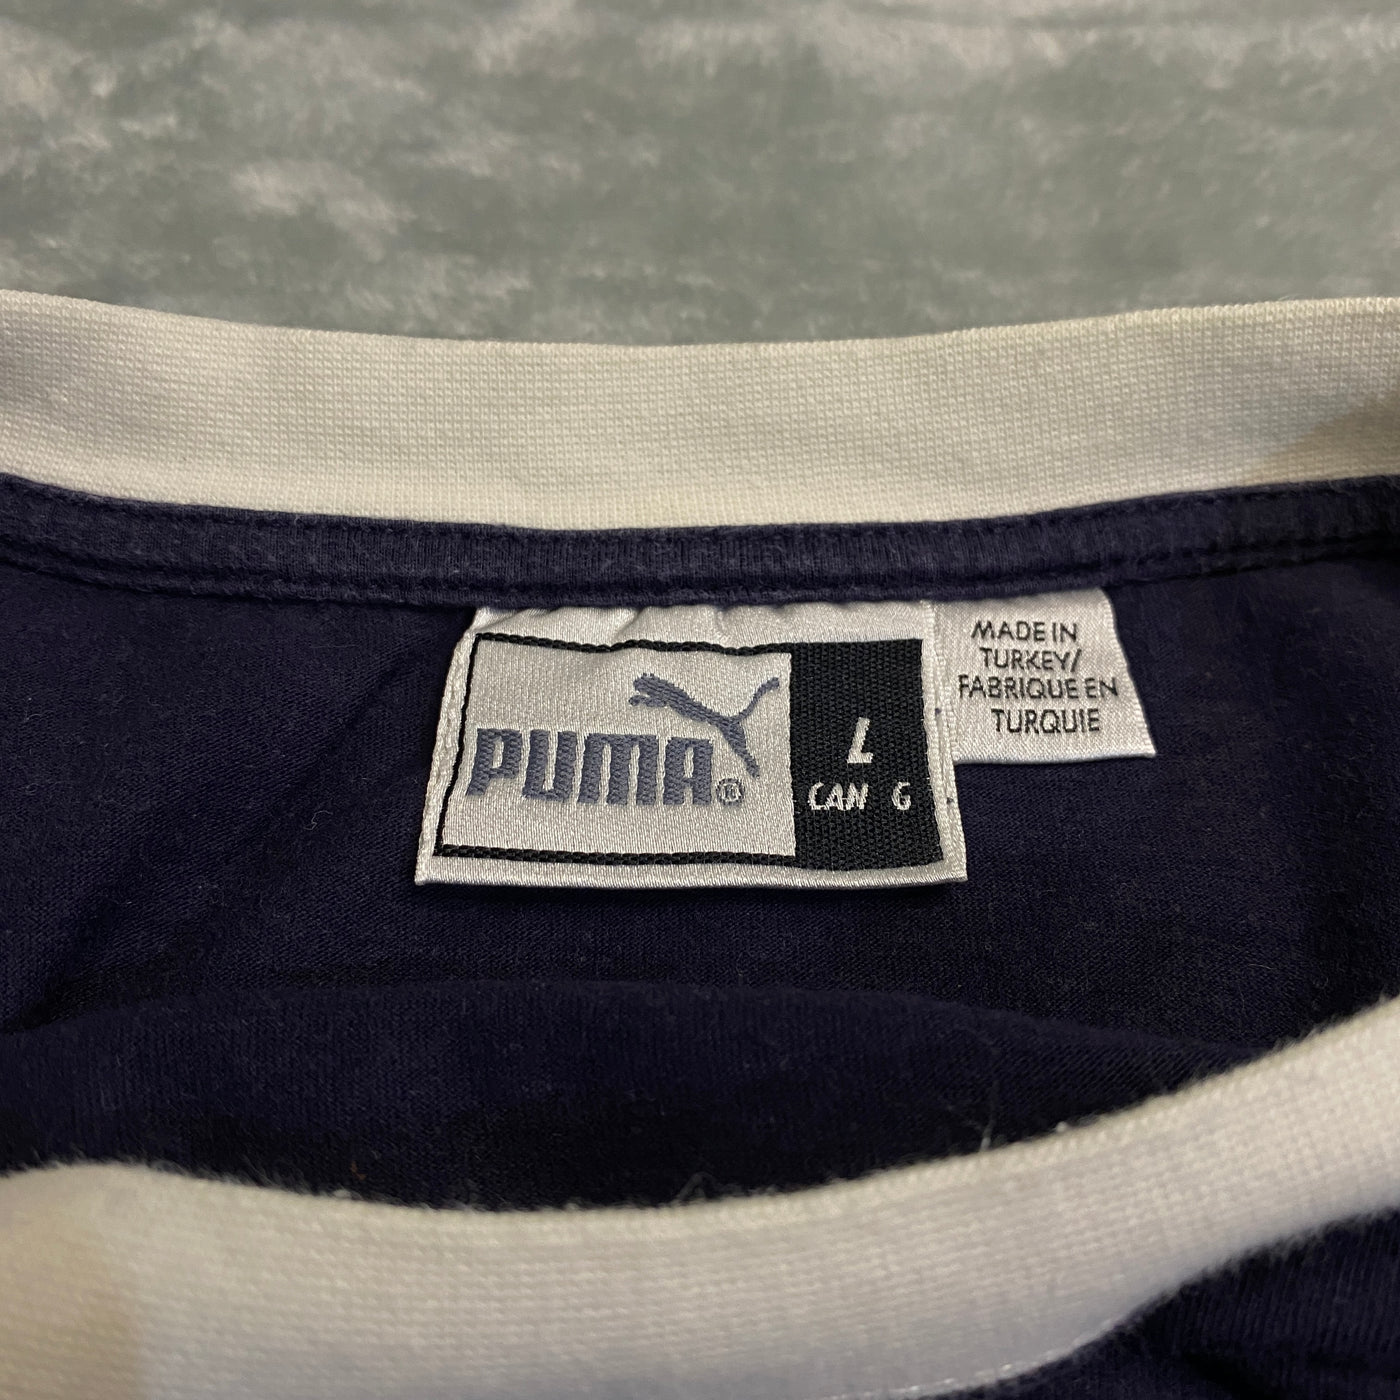 PUMA®
L
CAN G
MADE IN
TURKEY/
FABRIQUE EN
TURQUIE